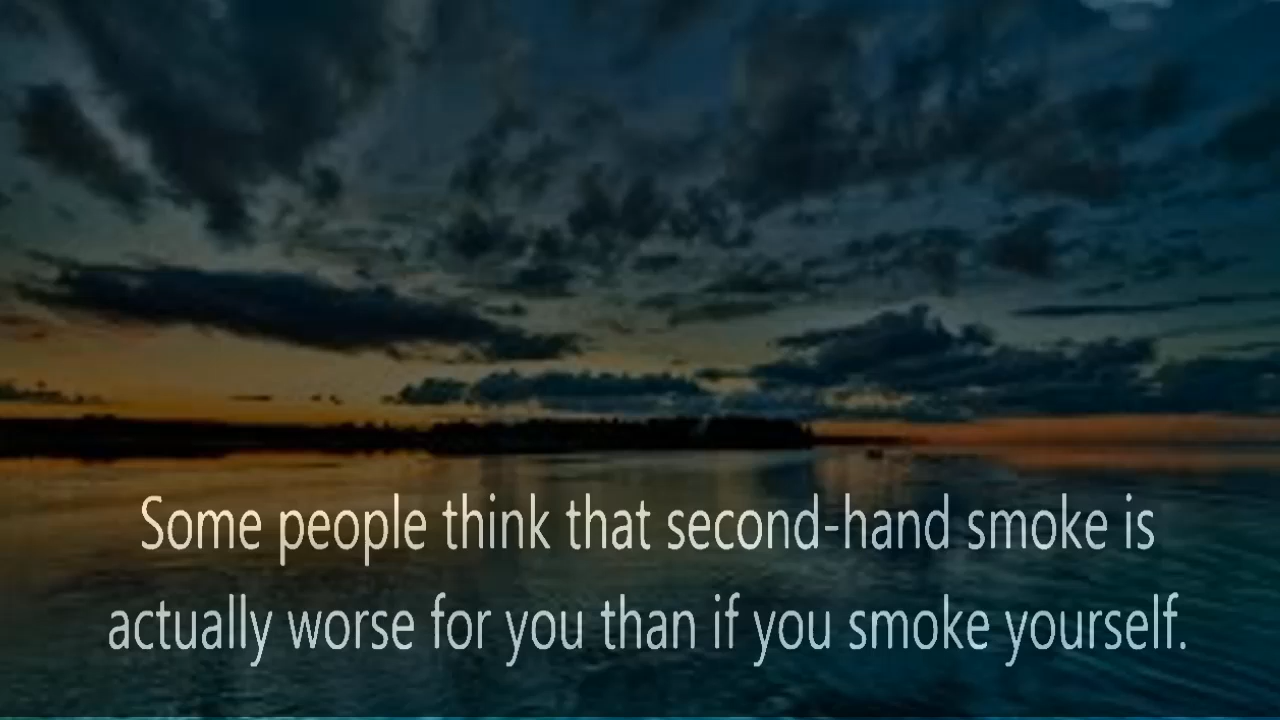 Some people think that second-hand smoke is
actually worse for you than if you smoke yourself.